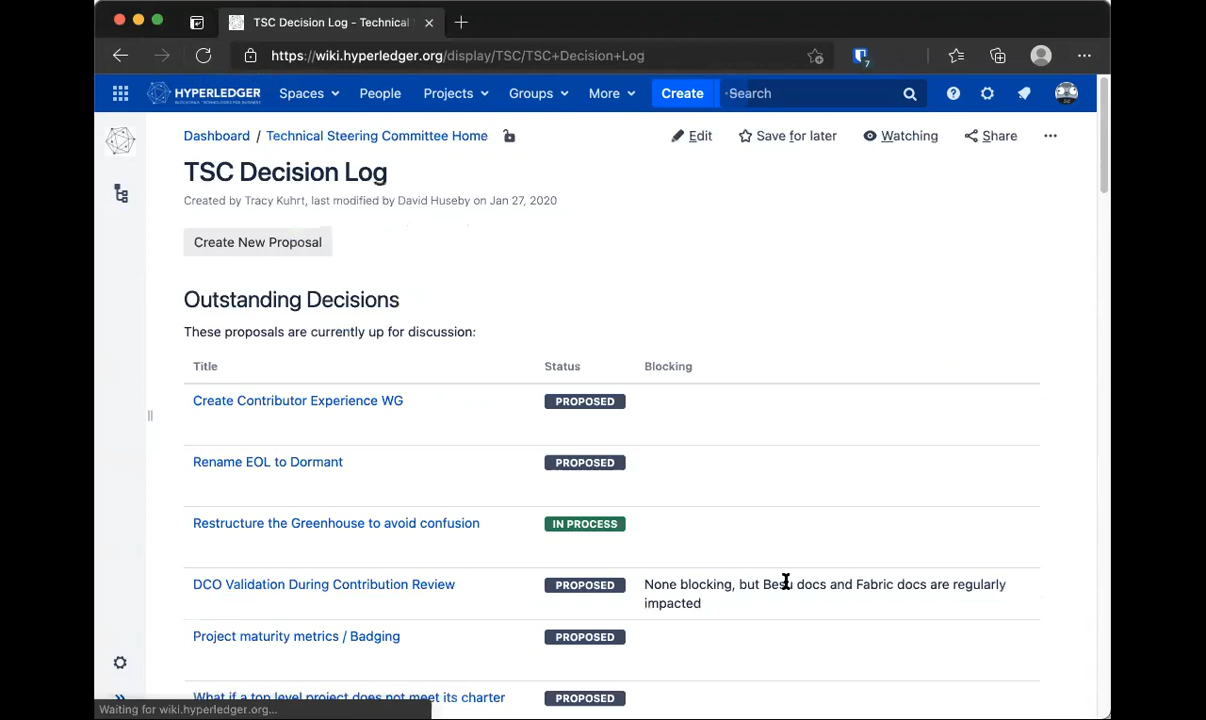 TSC Decision Log - Technical
https://wiki.hyperledger.org/display/TSC/TSC+Decision+Log
7
HYPERLEDGER
Spaces People Projects Groups More Create Search
Dashboard / Technical Steering Committee Home
Edit Save for later Watching Share
TSC Decision Log
Created by Tracy Kuhrt, last modified by David Huseby on Jan 27, 2020
Create New Proposal
Outstanding Decisions
These proposals are currently up for discussion:
Title Status Blocking
Create Contributor Experience WG PROPOSED
Rename EOL to Dormant PROPOSED
Restructure the Greenhouse to avoid confusion IN PROCESS
DCO Validation During Contribution Review PROPOSED None blocking, but Besu docs and Fabric docs are regularly
impacted
Project maturity metrics / Badging PROPOSED
What if a top level project does not meet its charter PROPOSED
Waiting for wiki.hyperledger.org...